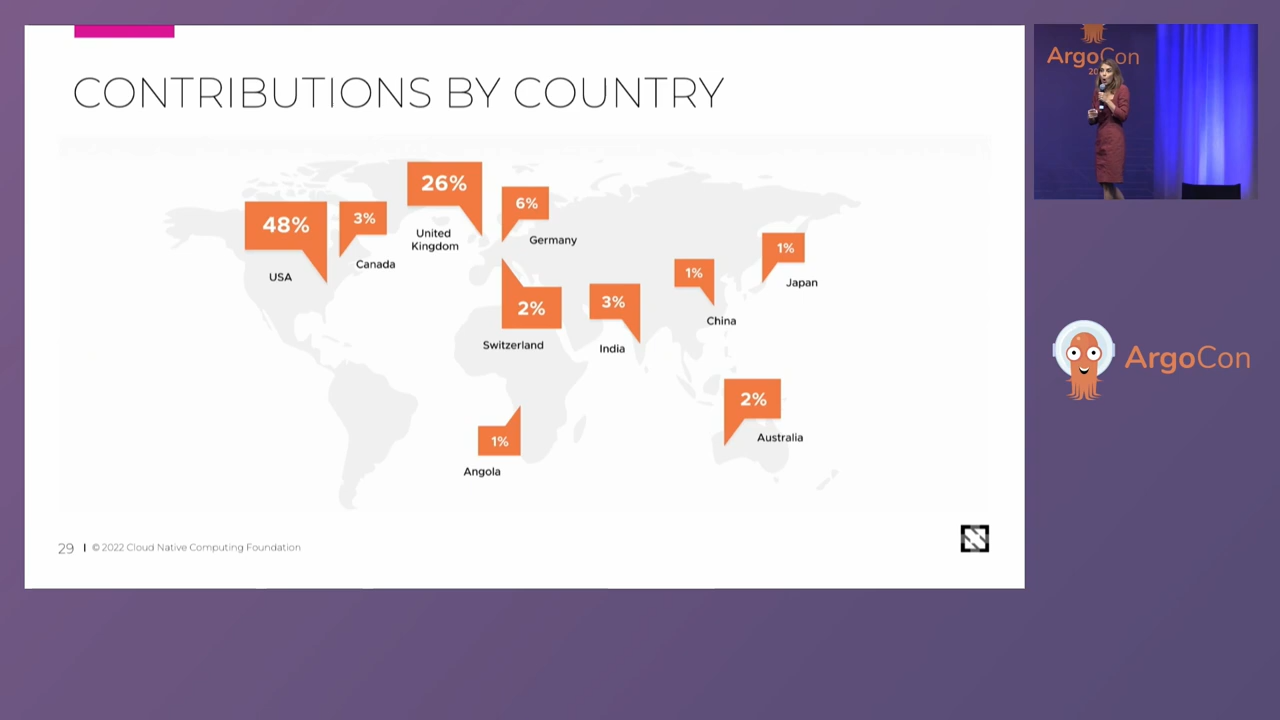 CONTRIBUTIONS BY COUNTRY
48%
USA
3%
Canada
26%
United
Kingdom
6%
Germany
2%
Switzerland
3%
India
1%
China
1%
Japan
1%
Angola
2%
Australia
29 | © 2022 Cloud Native Computing Foundation
ArgoCon
20
ArgoCon